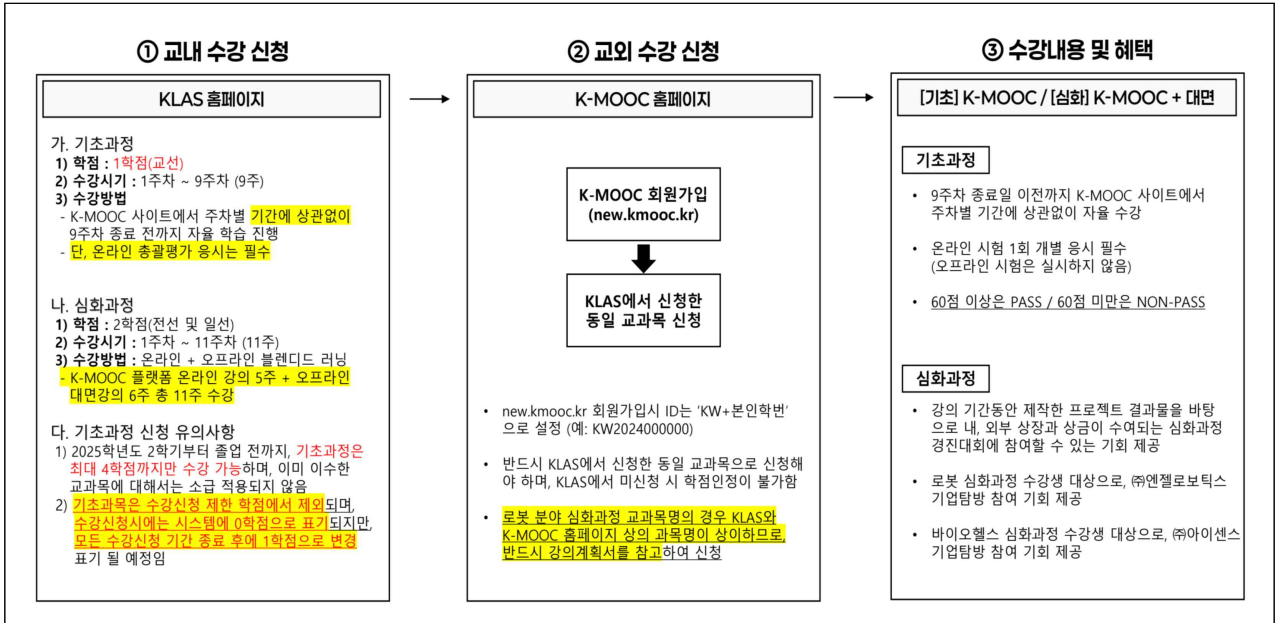 ① 교내 수강 신청
KLAS 홈페이지
가. 기초과정
1) 학점 : 1학점(교선)
2) 수강시기 : 1주차 ~ 9주차 (9주)
3) 수강방법
- K-MOOC 사이트에서 주차별 기간에 상관없이
9주차 종료 전까지 자율 학습 진행
- 단, 온라인 총괄평가 응시는 필수
나. 심화과정
1) 학점 : 2학점(전선 및 일선)
2) 수강시기 : 1주차 ~ 11주차 (11주)
3) 수강방법 : 온라인 + 오프라인 블렌디드 러닝
- K-MOOC 플랫폼 온라인 강의 5주 + 오프라인
대면강의 6주 총 11주 수강
다. 기초과정 신청 유의사항
1) 2025학년도 2학기부터 졸업 전까지, 기초과정은
최대 4학점까지만 수강 가능하며, 이미 이수한
교과목에 대해서는 소급 적용되지 않음
2) 기초과목은 수강신청 제한 학점에서 제외되며,
수강신청시에는 시스템에 0학점으로 표기되지만,
모든 수강신청 기간 종료 후에 1학점으로 변경
표기 될 예정임
② 교외 수강 신청
K-MOOC 홈페이지
K-MOOC 회원가입
(new.kmooc.kr)
KLAS에서 신청한
동일 교과목 신청
• new.kmooc.kr 회원가입시 ID는 'KW+본인학번'
으로 설정 (예: KW2024000000)
• 반드시 KLAS에서 신청한 동일 교과목으로 신청해
야 하며, KLAS에서 미신청 시 학점인정이 불가함
• 로봇 분야 심화과정 교과목명의 경우 KLAS와
K-MOOC 홈페이지 상의 과목명이 상이하므로,
반드시 강의계획서를 참고하여 신청
③ 수강내용 및 혜택
[기초] K-MOOC / [심화] K-MOOC + 대면
기초과정
• 9주차 종료일 이전까지 K-MOOC 사이트에서
주차별 기간에 상관없이 자율 수강
• 온라인 시험 1회 개별 응시 필수
(오프라인 시험은 실시하지 않음)
• 60점 이상은 PASS / 60점 미만은 NON-PASS
심화과정
• 강의 기간동안 제작한 프로젝트 결과물을 바탕
으로 내, 외부 상장과 상금이 수여되는 심화과정
경진대회에 참여할 수 있는 기회 제공
• 로봇 심화과정 수강생 대상으로, ㈜엔젤로보틱스
기업탐방 참여 기회 제공
• 바이오헬스 심화과정 수강생 대상으로, ㈜아이센스
기업탐방 참여 기회 제공